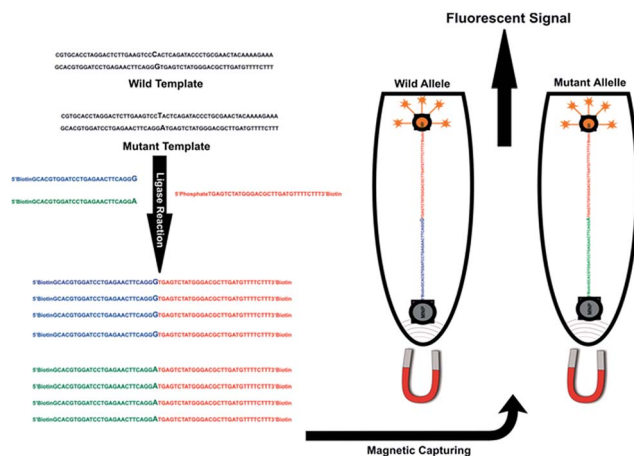 Fluorescent Signal
CGTGCACCTAGGACTCTTGAAGTCCCACTCAGATACCCTGCGAACTACAAAAGAAA
GCACGTGGATCCTGAGAACTTCAGGGTGAGTCTATGGGACGCTTGATGTTTTCTTT
Wild Template
CGTGCACCTAGGACTCTTGAAGTCCTACTCAGATACCCTGCGAACTACAAAAGAAA
GCACGTGGATCCTGAGAACTTCAGGATGAGTCTATGGGACGCTTGATGTTTTCTTT
Mutant Template
5'BiotinGCACGTGGATCCTGAGAACTTCAGGG
5'BiotinGCACGTGGATCCTGAGAACTTCAGGA
5'PhosphateTGAGTCTATGGGACGCTTGATGTTTTCTTT3'Biotin
Ligase Reaction
5'BiotinGCACGTGGATCCTGAGAACTTCAGGGTGAGTCTATGGGACGCTTGATGTTTTCTTT3'Biotin
5'BiotinGCACGTGGATCCTGAGAACTTCAGGGTGAGTCTATGGGACGCTTGATGTTTTCTTT3'Biotin
5'BiotinGCACGTGGATCCTGAGAACTTCAGGGTGAGTCTATGGGACGCTTGATGTTTTCTTT3'Biotin
5'BiotinGCACGTGGATCCTGAGAACTTCAGGGTGAGTCTATGGGACGCTTGATGTTTTCTTT3'Biotin
5'BiotinGCACGTGGATCCTGAGAACTTCAGGATGAGTCTATGGGACGCTTGATGTTTTCTTT3'Biotin
5'BiotinGCACGTGGATCCTGAGAACTTCAGGATGAGTCTATGGGACGCTTGATGTTTTCTTT3'Biotin
5'BiotinGCACGTGGATCCTGAGAACTTCAGGATGAGTCTATGGGACGCTTGATGTTTTCTTT3'Biotin
5'BiotinGCACGTGGATCCTGAGAACTTCAGGATGAGTCTATGGGACGCTTGATGTTTTCTTT3'Biotin
Wild Allele
Mutant Allelle
Magnetic Capturing